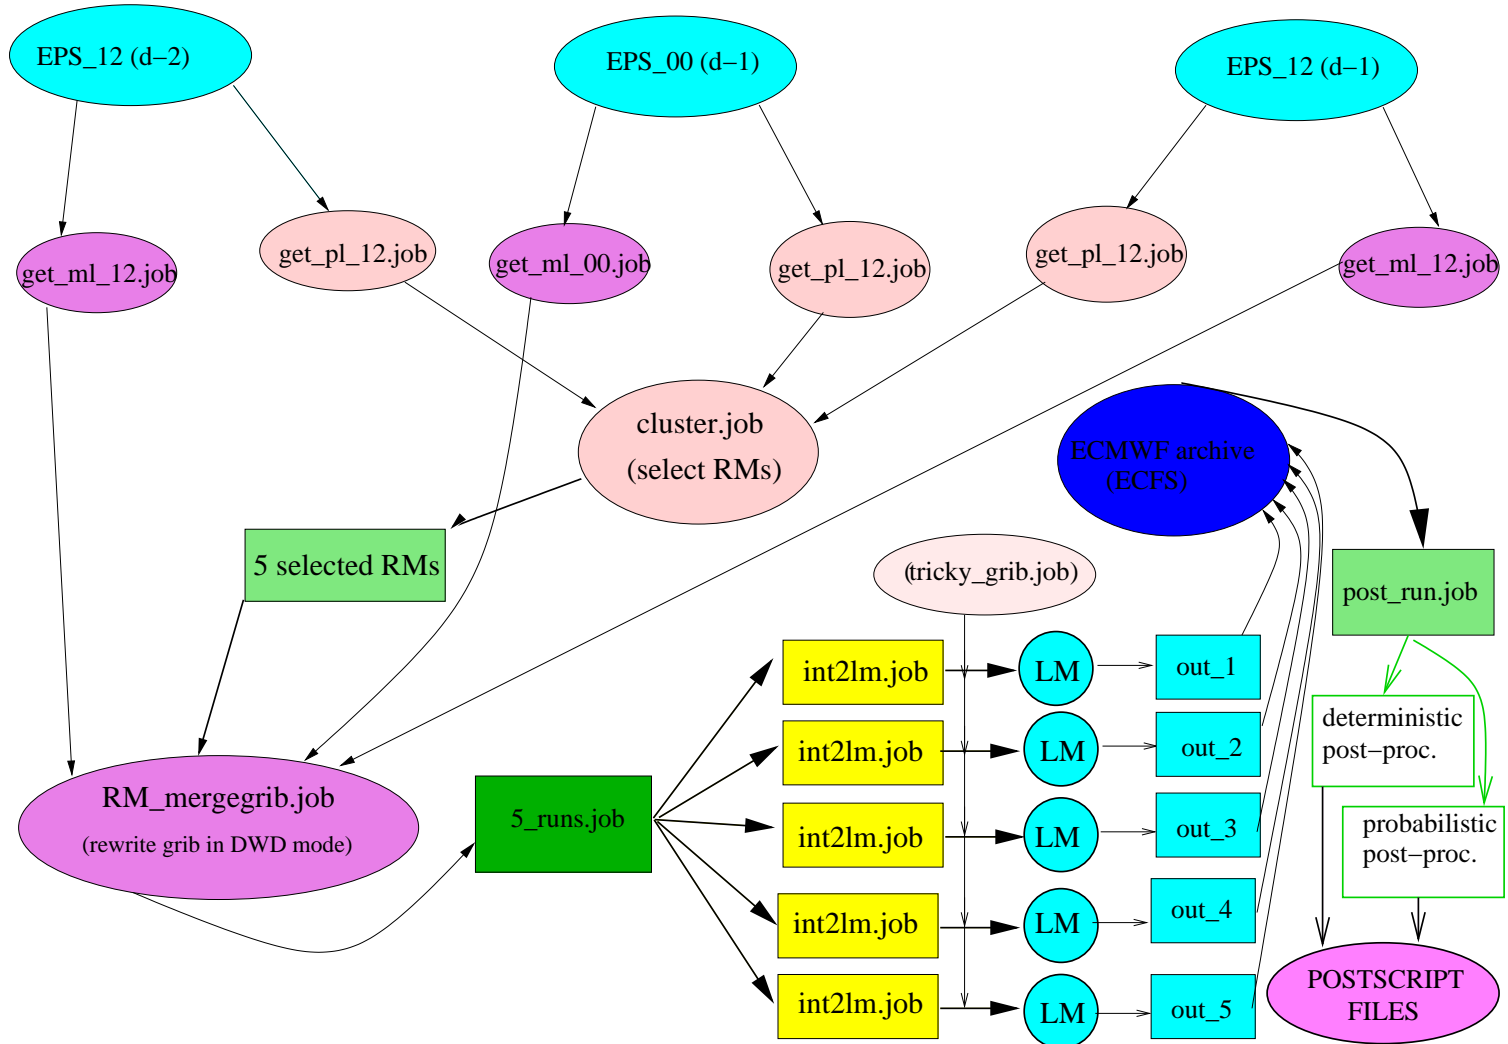 EPS_12 (d−2)
EPS_00 (d−1)
EPS_12 (d−1)
get_ml_12.job
get_pl_12.job
get_ml_00.job
get_pl_12.job
get_pl_12.job
get_ml_12.job
cluster.job
(select RMs)
ECMWF archive
(ECFS)
5 selected RMs
(tricky_grib.job)
post_run.job
int2lm.job
LM
out_1
deterministic
post−proc.
int2lm.job
LM
out_2
RM_mergegrib.job
(rewrite grib in DWD mode)
5_runs.job
int2lm.job
LM
out_3
probabilistic
post−proc.
int2lm.job
LM
out_4
int2lm.job
LM
out_5
POSTSCRIPT
FILES